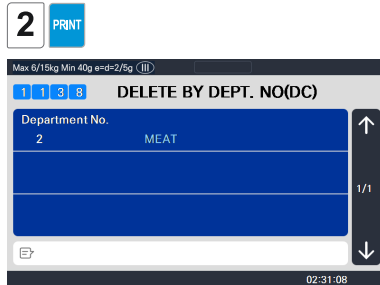 2 PRINT
Max 6/15kg Min 40g e=d=2/5g III
1 1 3 8 DELETE BY DEPT. NO(DC)
Department No.
2 MEAT
1/1
02:31:08